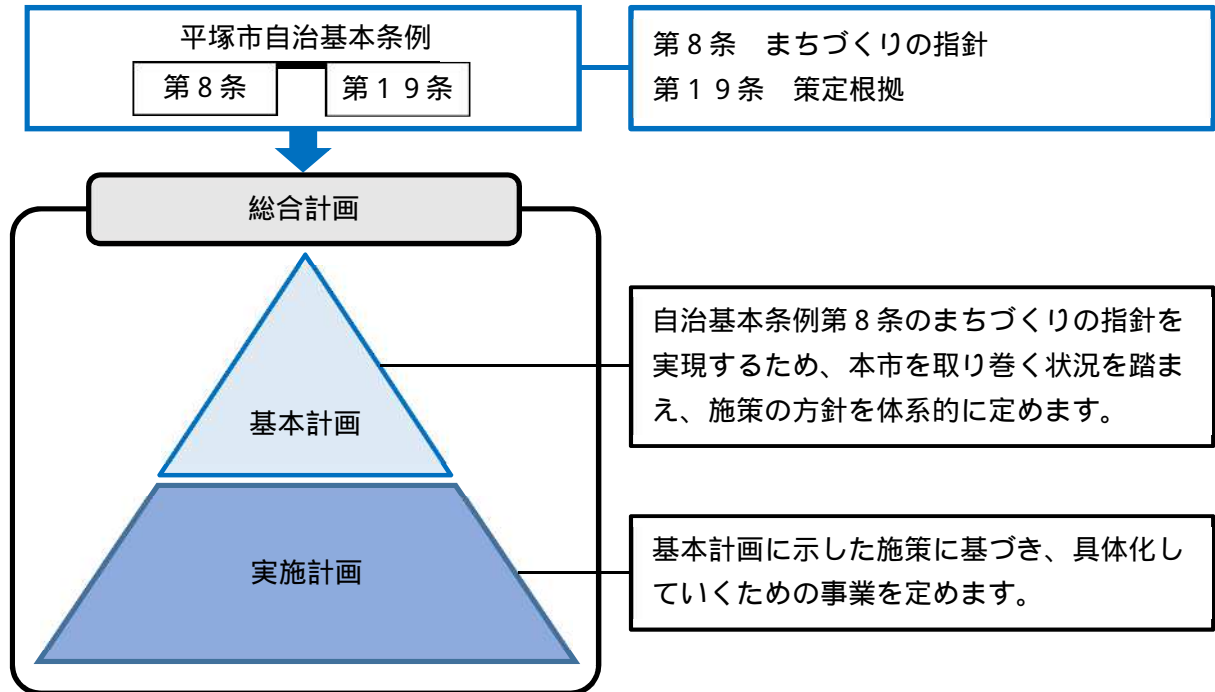 平塚市自治基本条例
第8条 第19条
第8条　まちづくりの指針
第19条　策定根拠
総合計画
基本計画
自治基本条例第8条のまちづくりの指針を
実現するため、本市を取り巻く状況を踏ま
え、施策の方針を体系的に定めます。
実施計画
基本計画に示した施策に基づき、具体化し
ていくための事業を定めます。